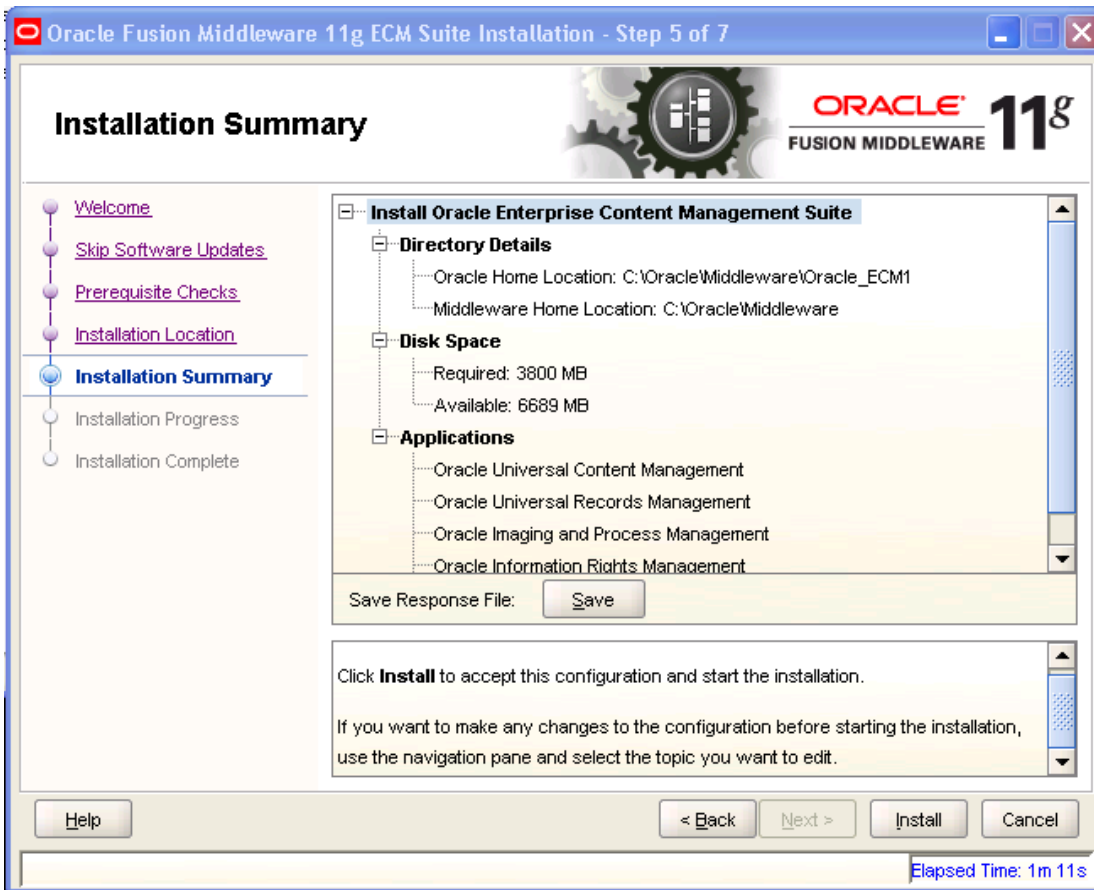 Oracle Fusion Middleware 11g ECM Suite Installation - Step 5 of 7
Installation Summary
ORACLE
FUSION MIDDLEWARE
11g
Welcome
Skip Software Updates
Prerequisite Checks
Installation Location
Installation Summary
Installation Progress
Installation Complete
Install Oracle Enterprise Content Management Suite
Directory Details
Oracle Home Location: C:\Oracle\Middleware\Oracle_ECM1
Middleware Home Location: C:\Oracle\Middleware
Disk Space
Required: 3800 MB
Available: 6689 MB
Applications
Oracle Universal Content Management
Oracle Universal Records Management
Oracle Imaging and Process Management
Oracle Information Rights Management
Save Response File:
Save
Click Install to accept this configuration and start the installation.
If you want to make any changes to the configuration before starting the installation,
use the navigation pane and select the topic you want to edit.
Help
< Back
Next >
Install
Cancel
Elapsed Time: 1m 11s